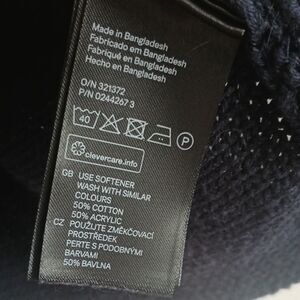 Made in Bangladesh
Fabricado em Bangladesh
Fabriqué en Bangladesh
Hecho en Bangladesh
O/N 321372
P/N 0244267 3
40 P
clevercare.info
GB USE SOFTENER
WASH WITH SIMILAR
COLOURS
50% COTTON
50% ACRYLIC
CZ POUŽIJTE ZMĚKČOVACÍ
PROSTŘEDEK
PERTE S PODOBNÝMI
BARVAMI
50% BAVLNA